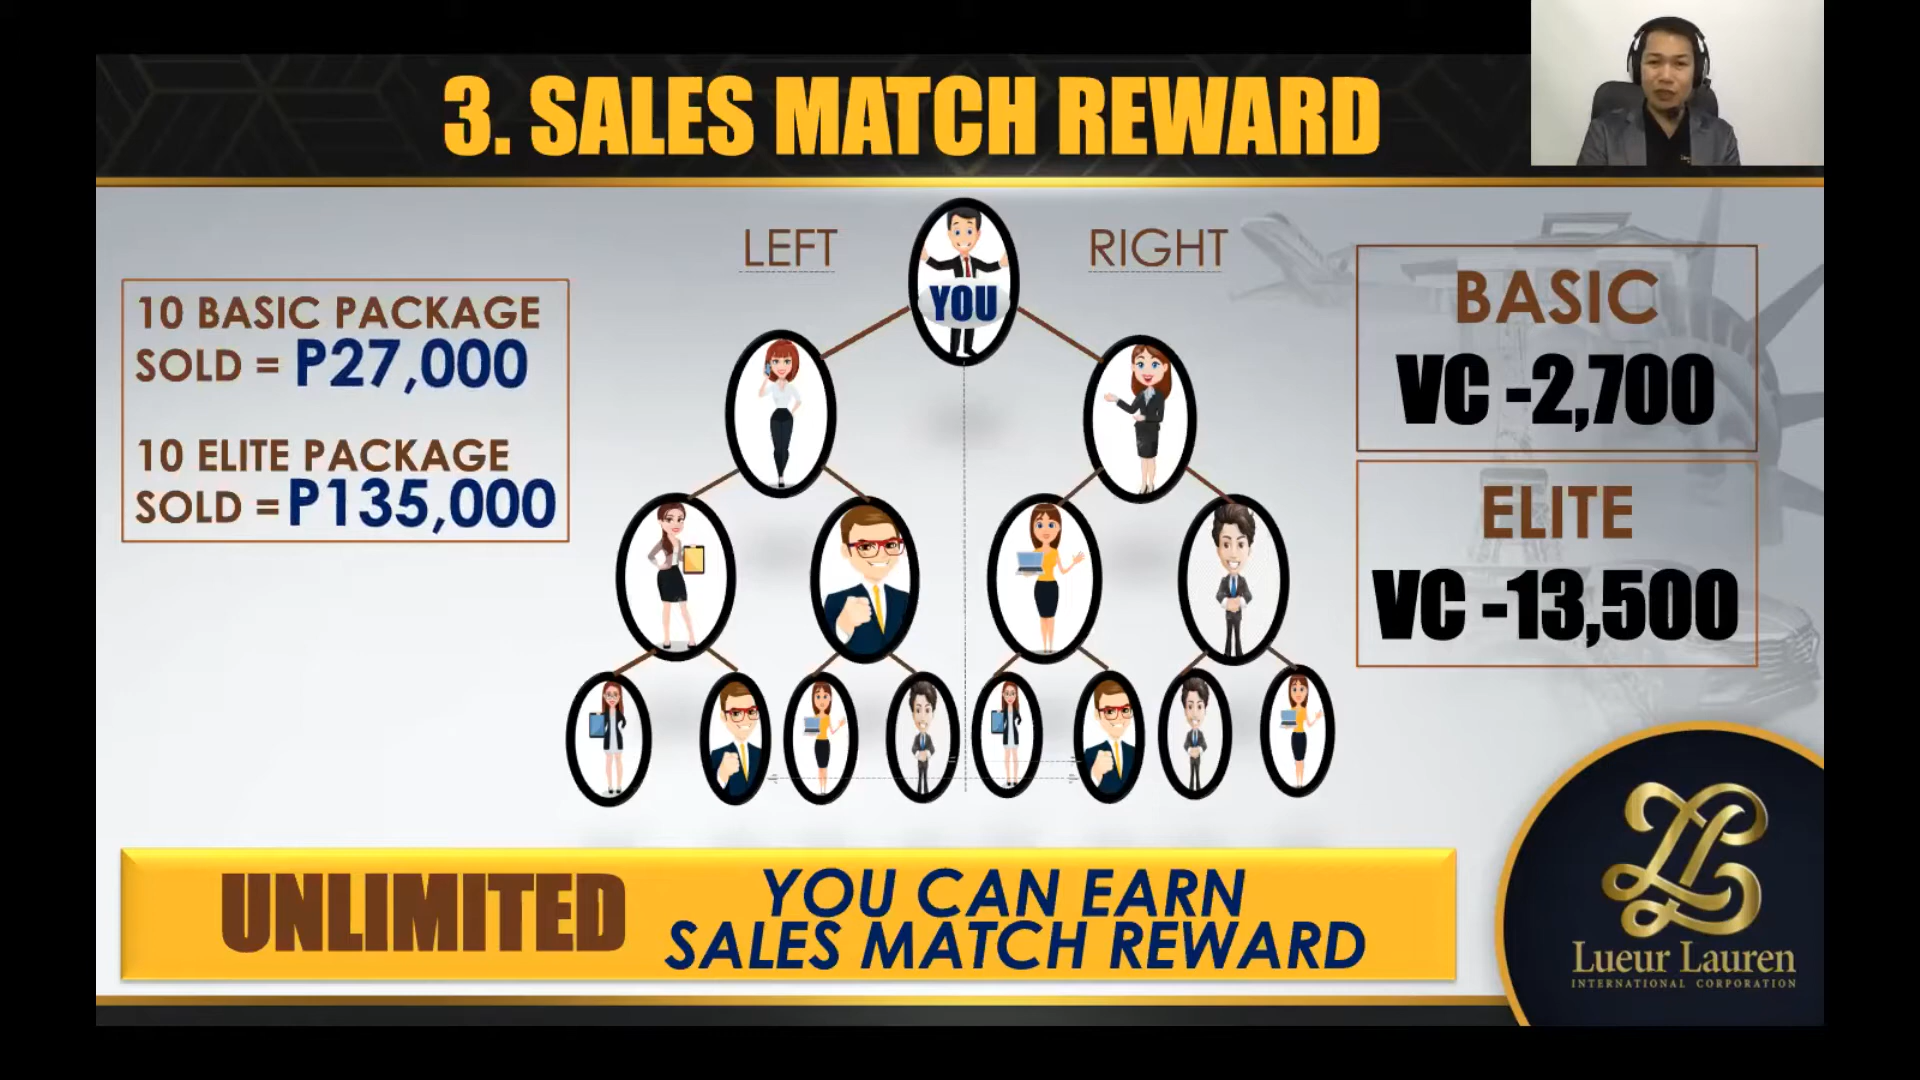 3. SALES MATCH REWARD
LEFT
RIGHT
YOU
10 BASIC PACKAGE
SOLD = P27,000
10 ELITE PACKAGE
SOLD = P135,000
BASIC
VC -2,700
ELITE
VC -13,500
UNLIMITED
YOU CAN EARN
SALES MATCH REWARD
Lueur Lauren
INTERNATIONAL CORPORATION